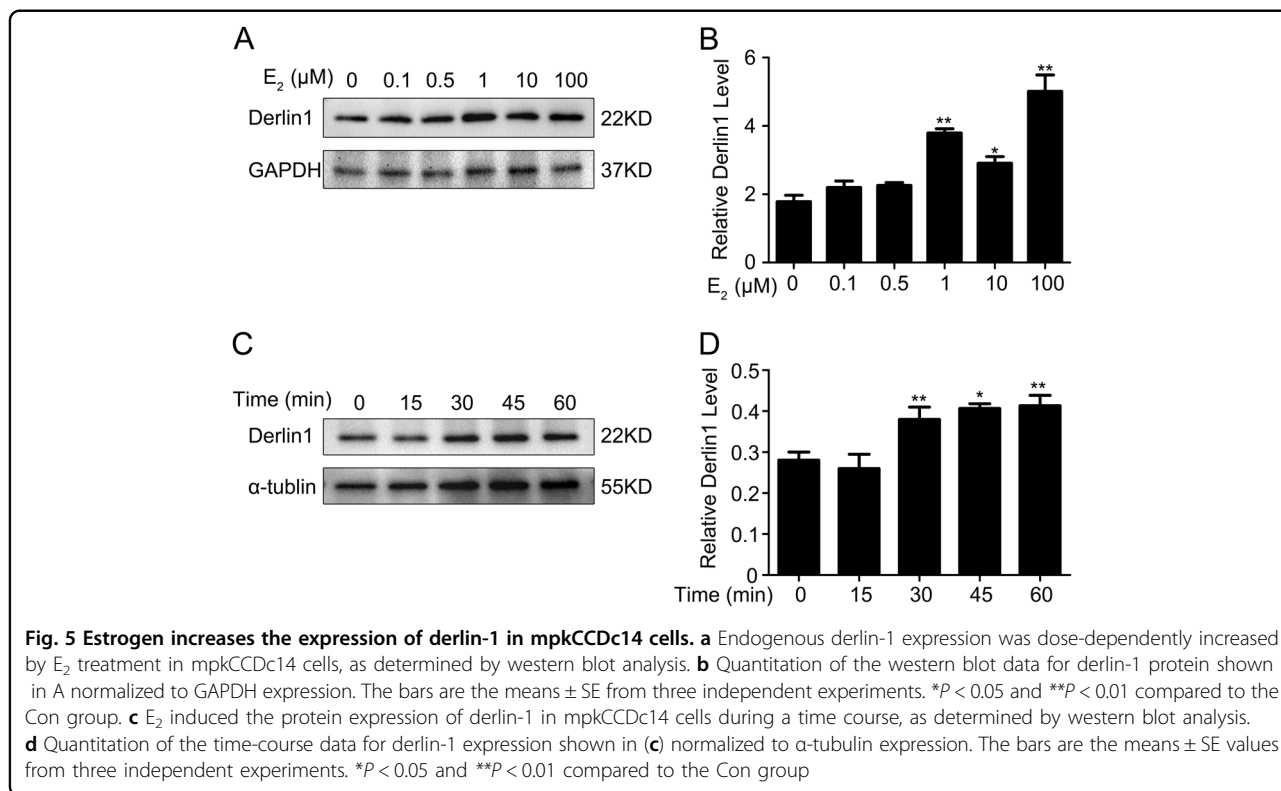 A
E₂ (µM) 0 0.1 0.5 1 10 100
Derlin1 22KD
GAPDH 37KD
B
Relative Derlin1 Level
6
4
2
0
** * **
E₂ (µM) 0 0.1 0.5 1 10 100
C
Time (min) 0 15 30 45 60
Derlin1 22KD
α-tublin 55KD
D
Relative Derlin1 Level
0.5
0.4
0.3
0.2
0.1
0
** * **
Time (min) 0 15 30 45 60
Fig. 5 Estrogen increases the expression of derlin-1 in mpkCCDc14 cells. a Endogenous derlin-1 expression was dose-dependently increased
by E₂ treatment in mpkCCDc14 cells, as determined by western blot analysis. b Quantitation of the western blot data for derlin-1 protein shown
in A normalized to GAPDH expression. The bars are the means ± SE from three independent experiments. *P < 0.05 and **P < 0.01 compared to the
Con group. c E₂ induced the protein expression of derlin-1 in mpkCCDc14 cells during a time course, as determined by western blot analysis.
d Quantitation of the time-course data for derlin-1 expression shown in (c) normalized to α-tubulin expression. The bars are the means ± SE values
from three independent experiments. *P < 0.05 and **P < 0.01 compared to the Con group